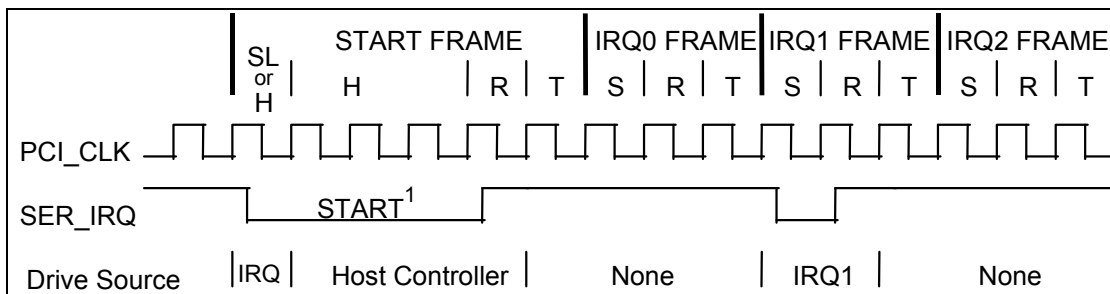 START FRAME IRQ0 FRAME IRQ1 FRAME IRQ2 FRAME
SL
or
H
H R T S R T S R T S R T
PCI_CLK
SER_IRQ START1
Drive Source IRQ Host Controller None IRQ1 None